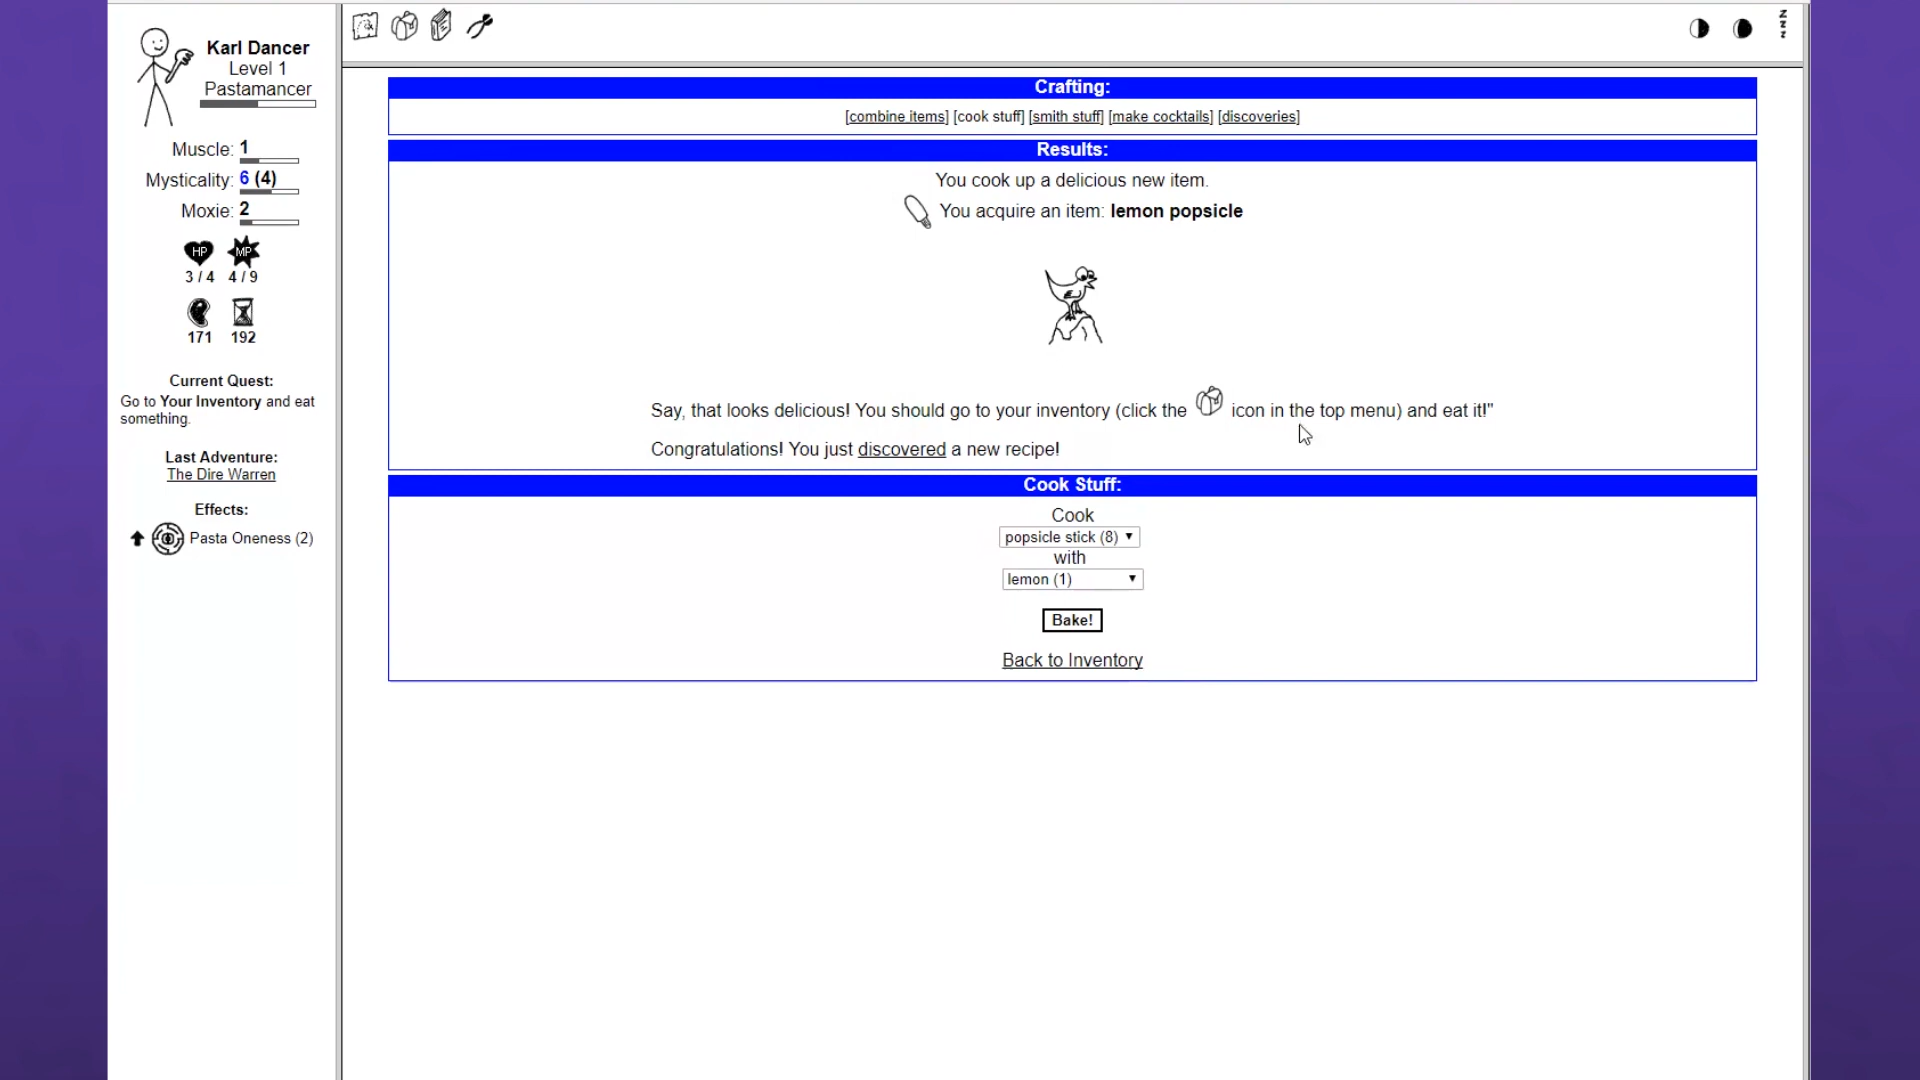 Karl Dancer
Level 1
Pastamancer
Muscle: 1
Mysticality: 6 (4)
Moxie: 2
HP MP
3 / 4 4 / 9
171 192
Current Quest:
Go to Your Inventory and eat
something.
Last Adventure:
The Dire Warren
Effects:
Pasta Oneness (2)
z
z
z
Crafting:
[combine items] [cook stuff] [smith stuff] [make cocktails] [discoveries]
Results:
You cook up a delicious new item.
You acquire an item: lemon popsicle
Say, that looks delicious! You should go to your inventory (click the icon in the top menu) and eat it!"
Congratulations! You just discovered a new recipe!
Cook Stuff:
Cook
popsicle stick (8)
with
lemon (1)
Bake!
Back to Inventory